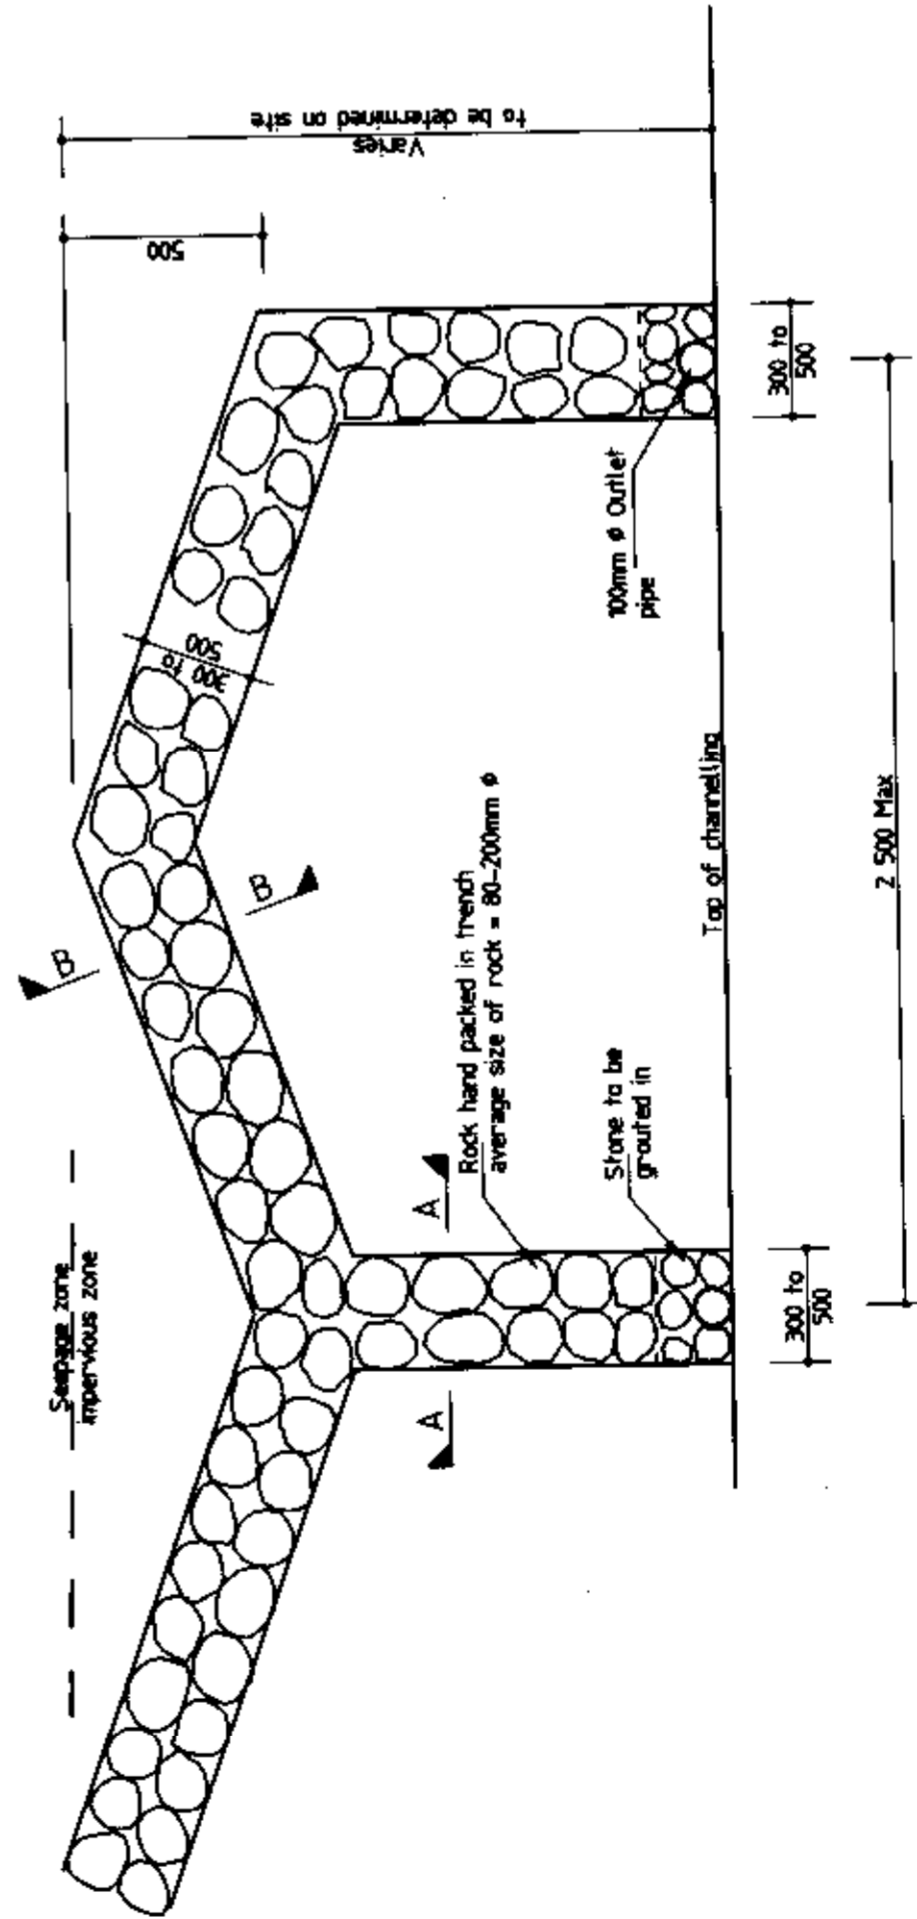 Varies
to be determined on site
500
300 to
500
300 to
500
100mm ø Outlet
pipe
B
B
Top of channelling
2 500 Max
Rock hand packed in trench
average size of rock = 80-200mm ø
Stone to be
grouted in
A
A
Seepage zone
impervious zone
300 to
500